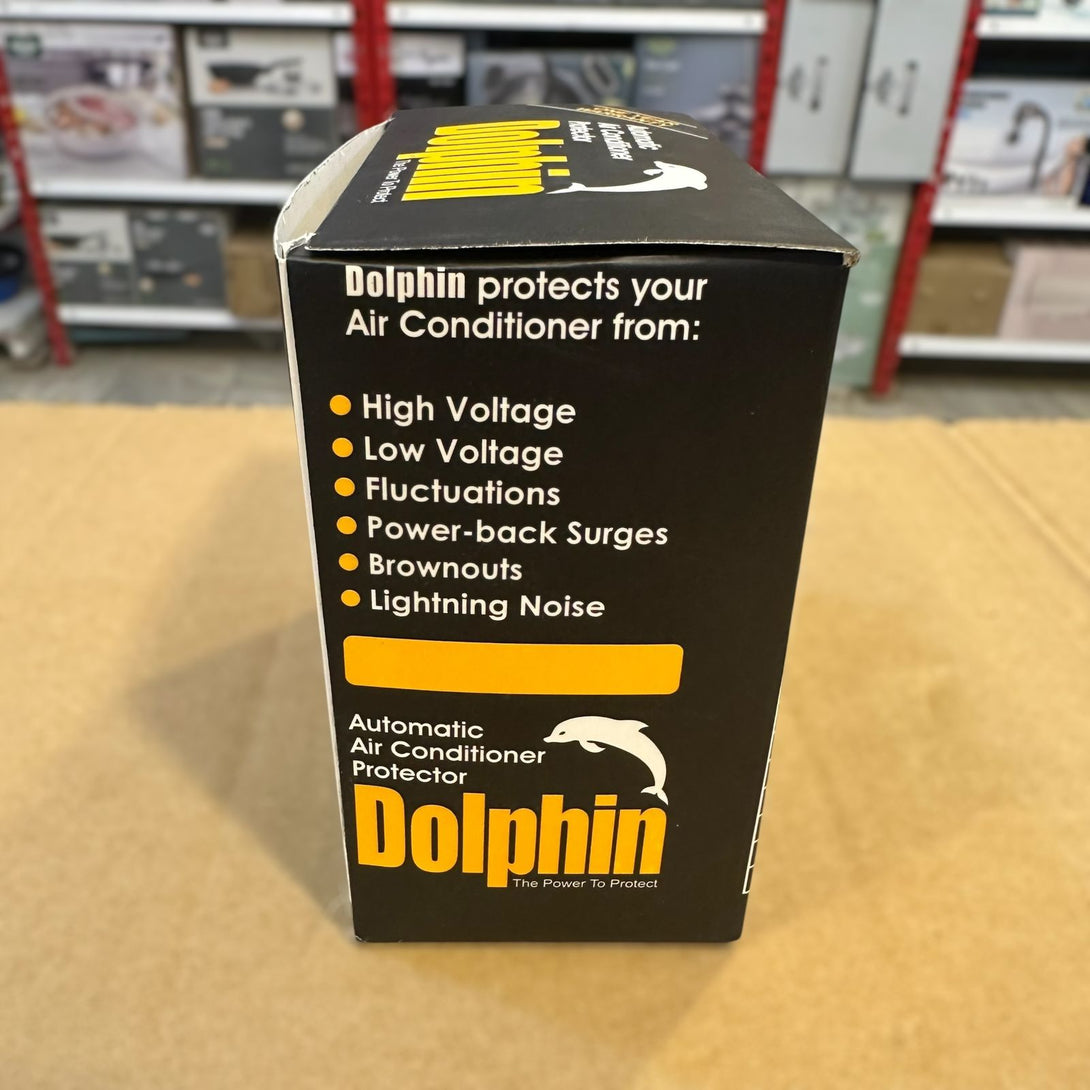 Automatic
Air Conditioner
Protector
Dolphin
The Power To Protect
Dolphin protects your
Air Conditioner from:
High Voltage
Low Voltage
Fluctuations
Power-back Surges
Brownouts
Lightning Noise
Automatic
Air Conditioner
Protector
Dolphin
The Power To Protect